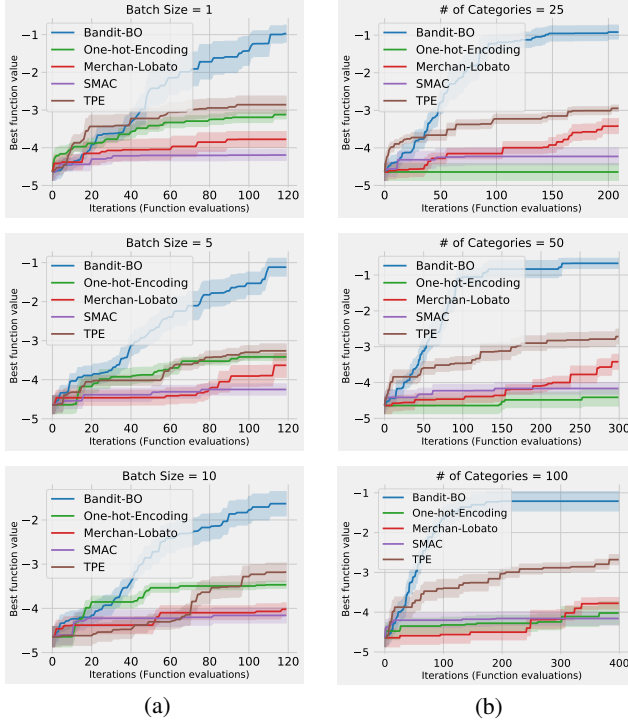 Batch Size = 1
Best function value
−1
−2
−3
−4
−5
Bandit-BO
One-hot-Encoding
Merchan-Lobato
SMAC
TPE
0 20 40 60 80 100 120
Iterations (Function evaluations)
# of Categories = 25
Best function value
−1
−2
−3
−4
−5
Bandit-BO
One-hot-Encoding
Merchan-Lobato
SMAC
TPE
0 50 100 150 200
Iterations (Function evaluations)
Batch Size = 5
Best function value
−1
−2
−3
−4
−5
Bandit-BO
One-hot-Encoding
Merchan-Lobato
SMAC
TPE
0 20 40 60 80 100 120
Iterations (Function evaluations)
# of Categories = 50
Best function value
−1
−2
−3
−4
−5
Bandit-BO
One-hot-Encoding
Merchan-Lobato
SMAC
TPE
0 50 100 150 200 250 300
Iterations (Function evaluations)
Batch Size = 10
Best function value
−2
−3
−4
−5
Bandit-BO
One-hot-Encoding
Merchan-Lobato
SMAC
TPE
0 20 40 60 80 100 120
Iterations (Function evaluations)
# of Categories = 100
Best function value
−1
−2
−3
−4
−5
Bandit-BO
One-hot-Encoding
Merchan-Lobato
SMAC
TPE
0 100 200 300 400
Iterations (Function evaluations)
(a)
(b)